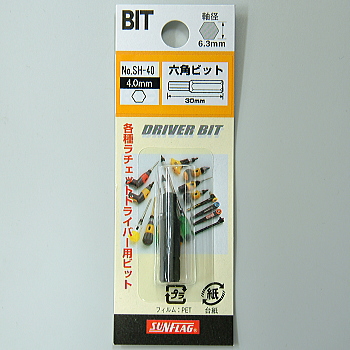 BIT
軸径
6.3mm
No.SH-40
4.0mm
六角ビット
30mm
DRIVER BIT
各種ラチェットドライバー用ビット
プラ
紙
フィルム:PET
台紙
SUNFLAG